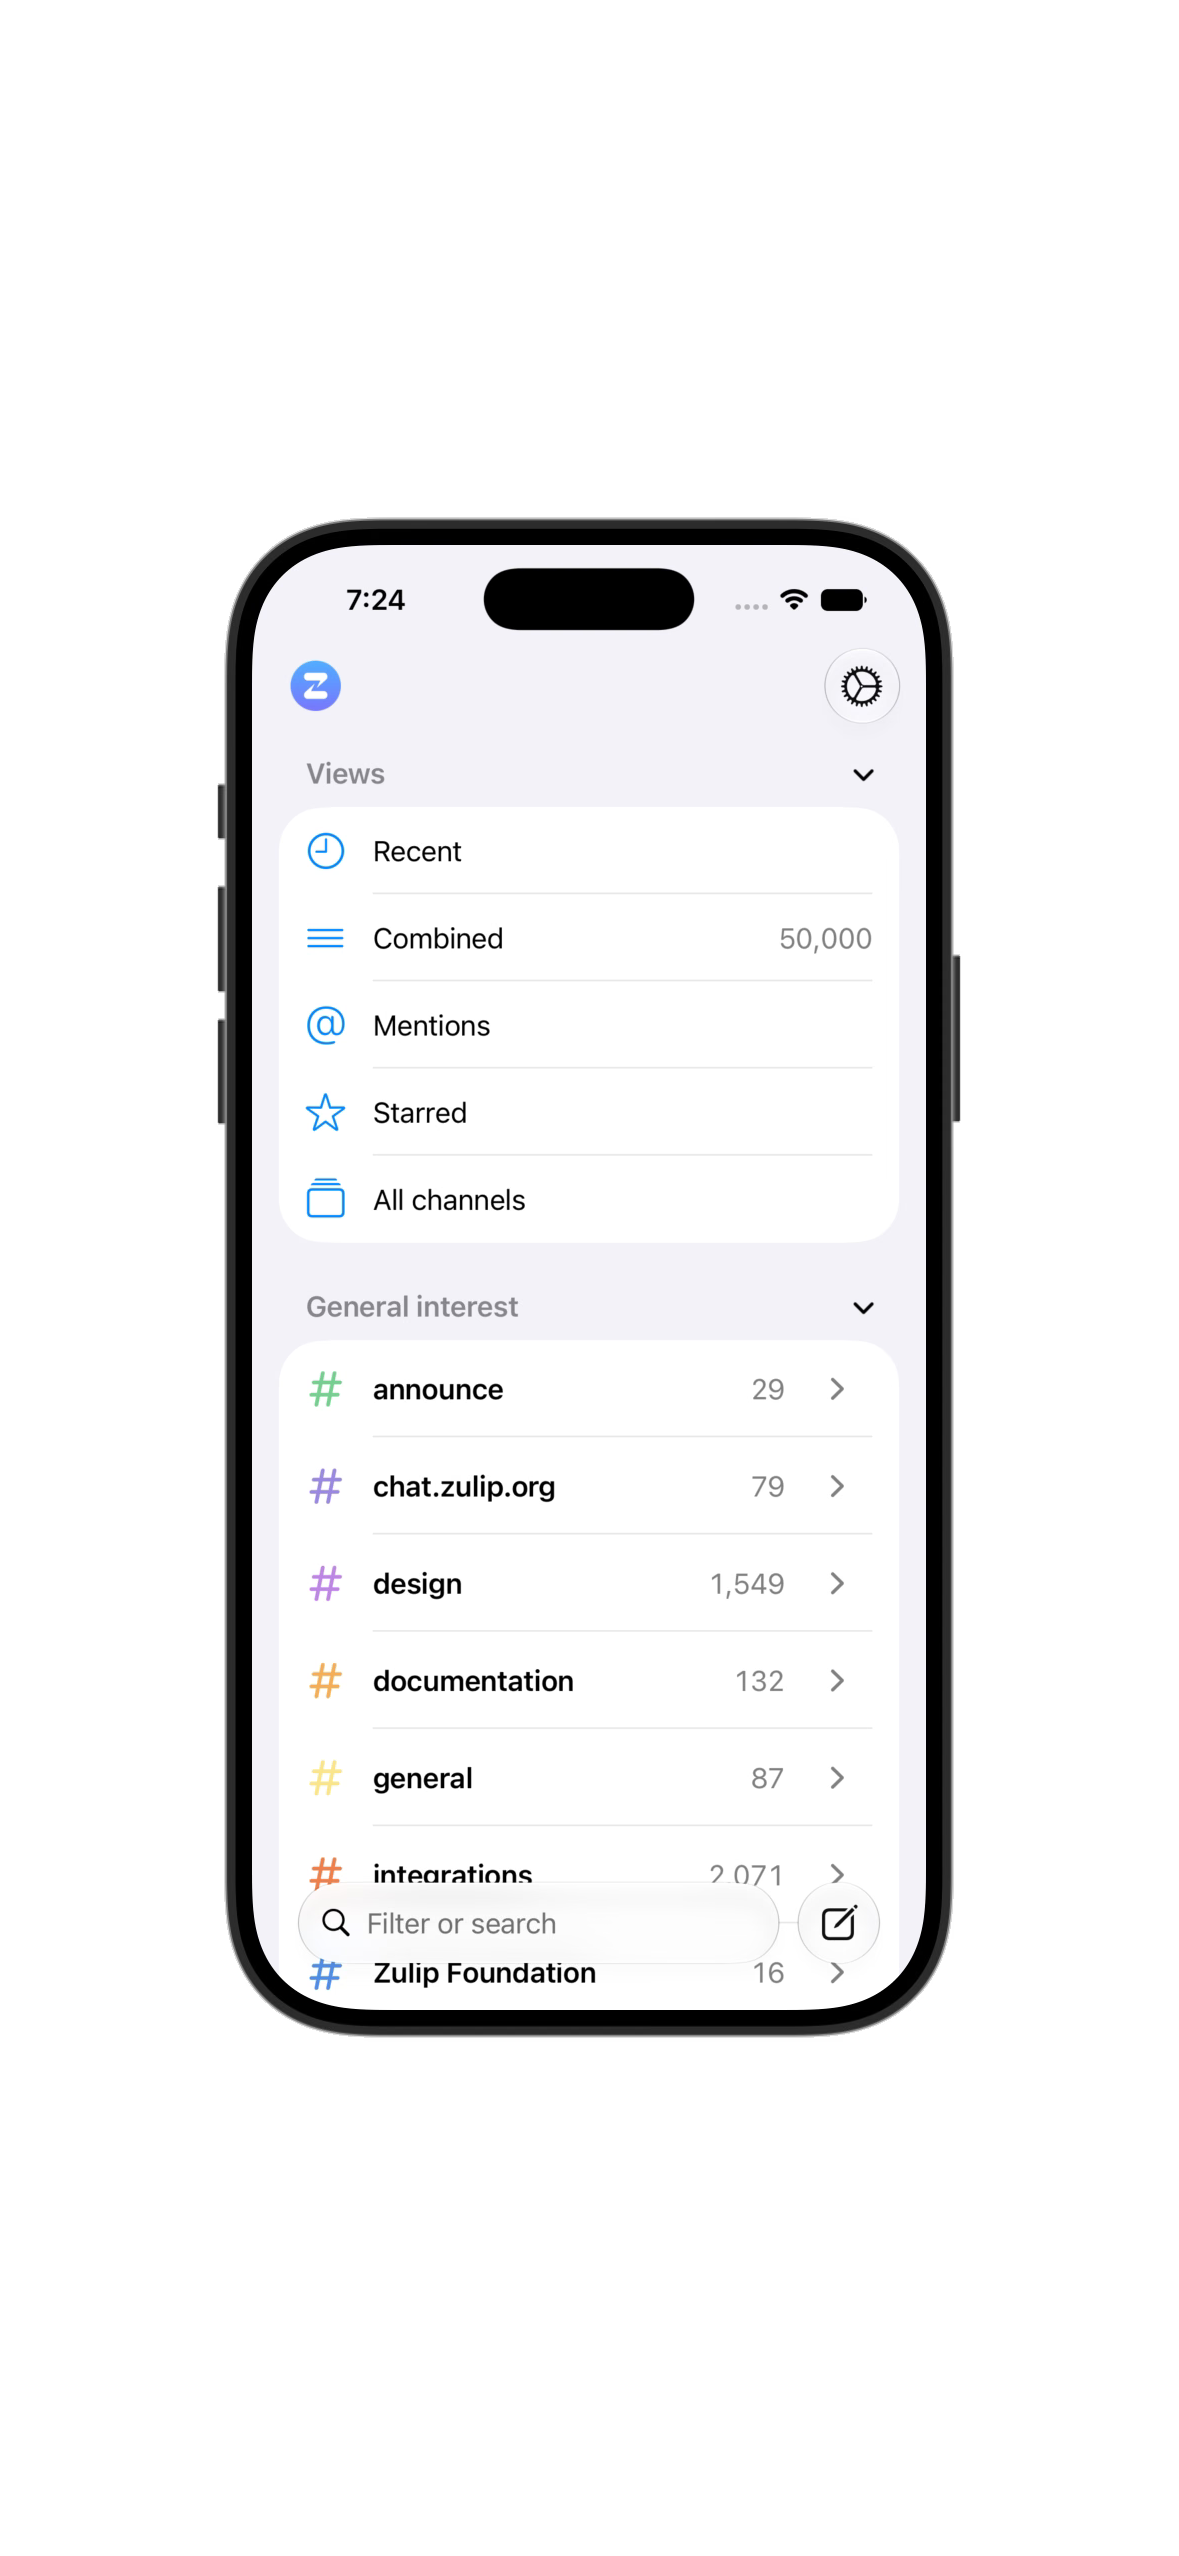 7:24
Views
Recent
Combined 50,000
Mentions
Starred
All channels
General interest
# announce 29
# chat.zulip.org 79
# design 1,549
# documentation 132
# general 87
# integrations 2,071
Filter or search
# Zulip Foundation 16